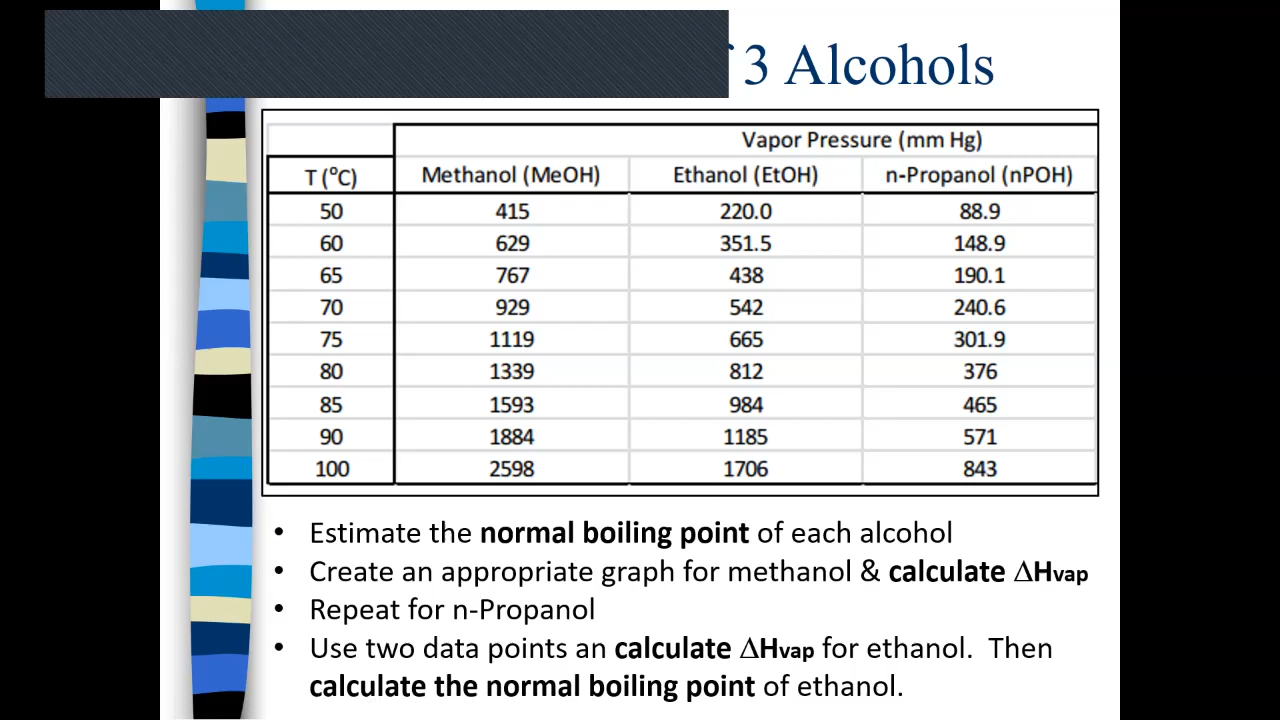 3 Alcohols
Vapor Pressure (mm Hg)
T (°C) Methanol (MeOH) Ethanol (EtOH) n-Propanol (nPOH)
50 415 220.0 88.9
60 629 351.5 148.9
65 767 438 190.1
70 929 542 240.6
75 1119 665 301.9
80 1339 812 376
85 1593 984 465
90 1884 1185 571
100 2598 1706 843
• Estimate the normal boiling point of each alcohol
• Create an appropriate graph for methanol & calculate ΔHvap
• Repeat for n-Propanol
• Use two data points an calculate ΔHvap for ethanol. Then
calculate the normal boiling point of ethanol.